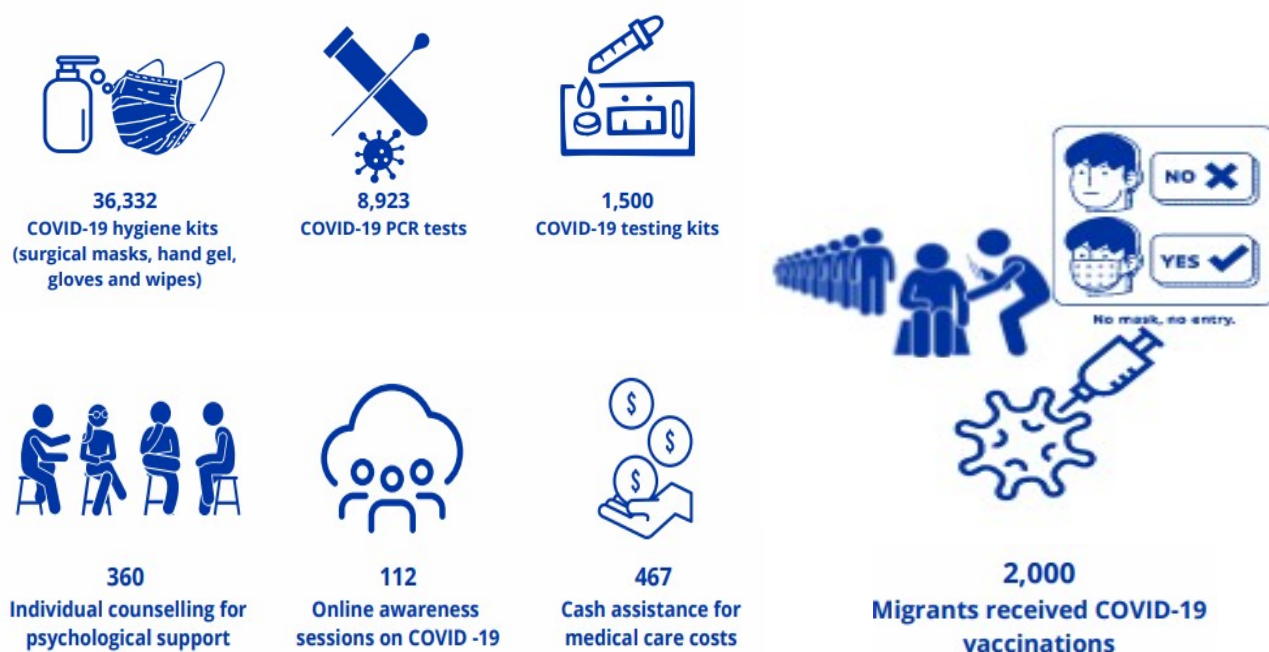 36,332
COVID-19 hygiene kits
(surgical masks, hand gel,
gloves and wipes)
8,923
COVID-19 PCR tests
1,500
COVID-19 testing kits
NO
YES
No mask, no entry.
360
Individual counselling for
psychological support
112
Online awareness
sessions on COVID -19
467
Cash assistance for
medical care costs
2,000
Migrants received COVID-19
vaccinations